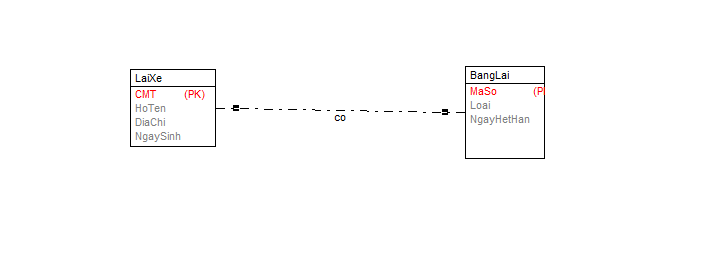 LaiXe
CMT (PK)
HoTen
DiaChi
NgaySinh
co
BangLai
MaSo (P
Loai
NgayHetHan